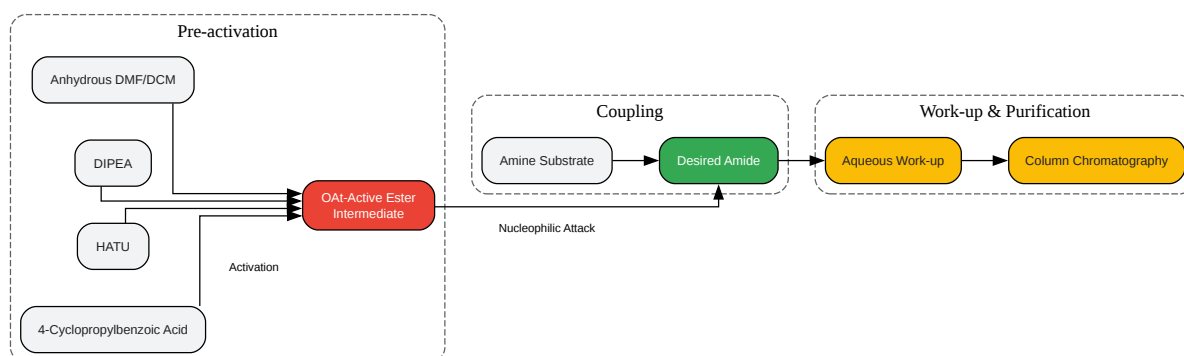 Pre-activation
Anhydrous DMF/DCM
DIPEA
HATU
4-Cyclopropylbenzoic Acid
Activation
OAt-Active Ester
Intermediate
Nucleophilic Attack
Coupling
Amine Substrate
Desired Amide
Work-up & Purification
Aqueous Work-up
Column Chromatography